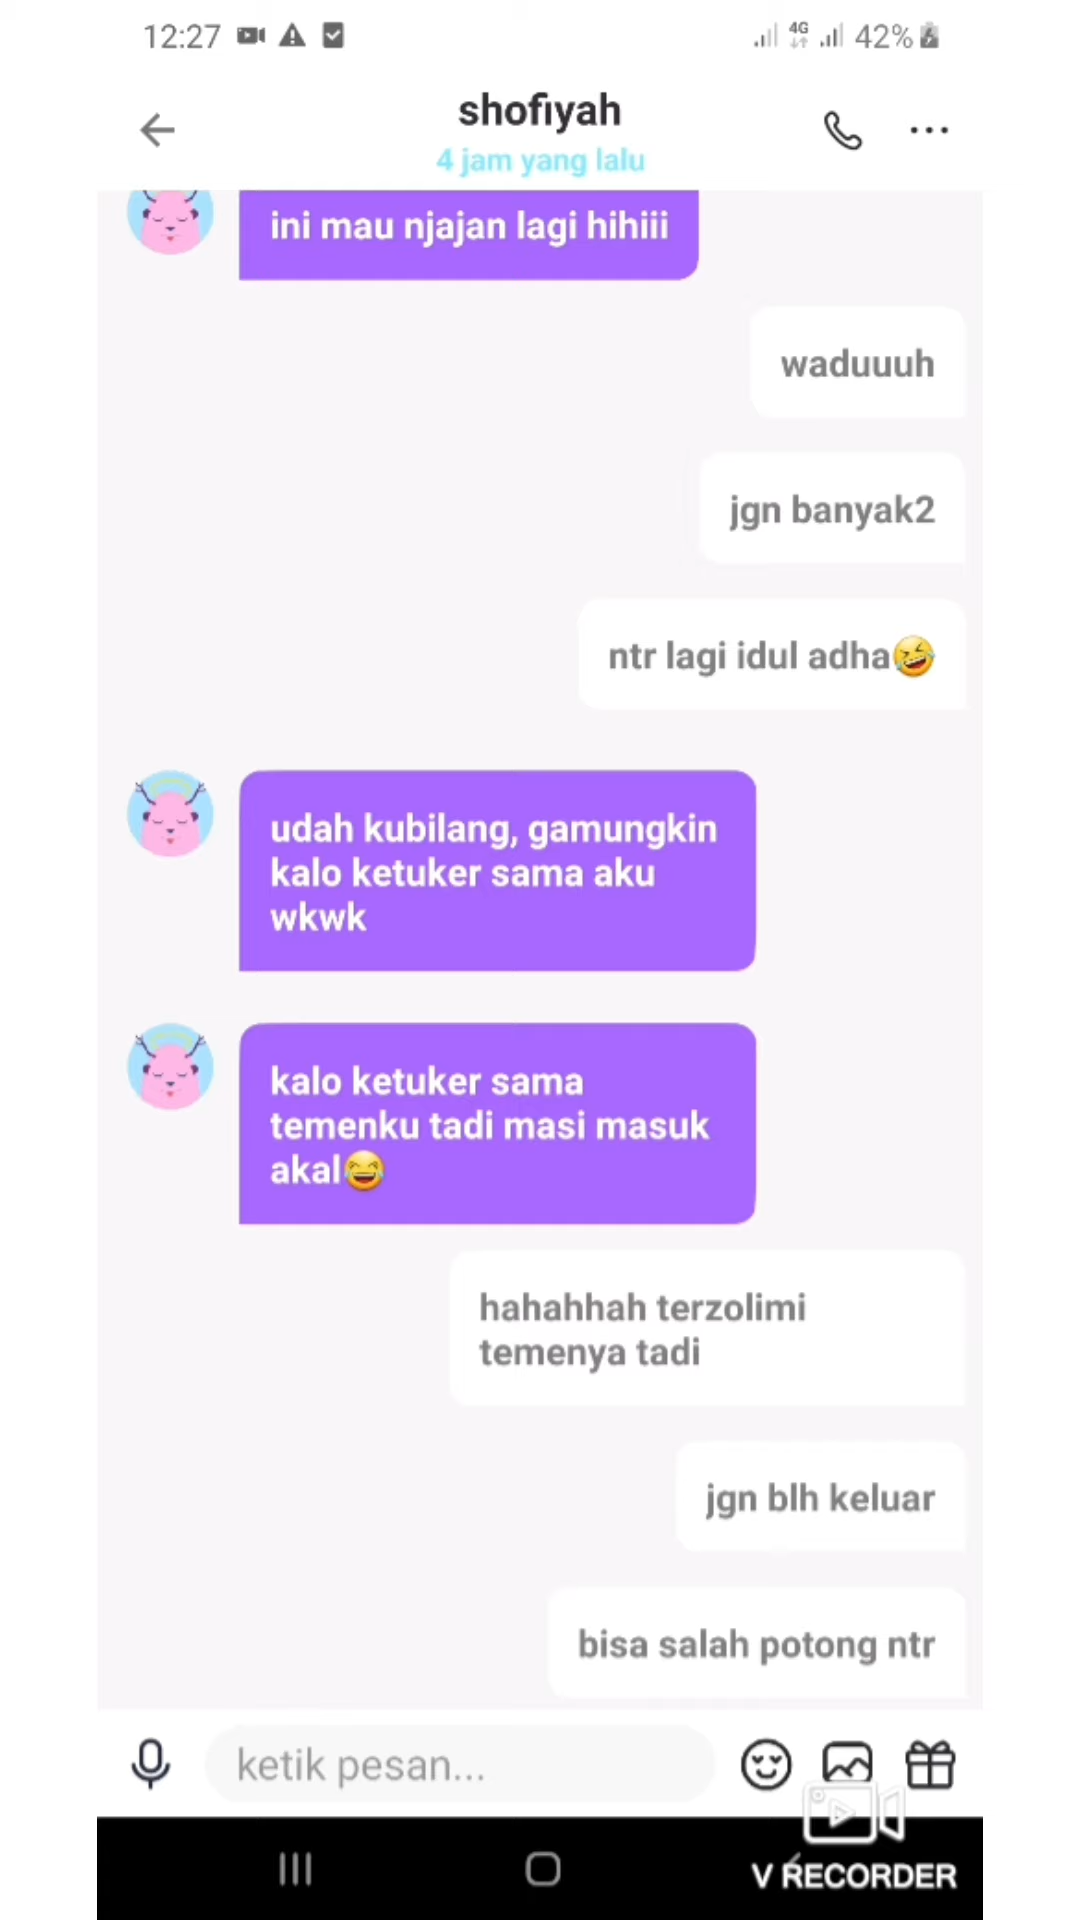 12:27
4G
42%
shofiyah
4 jam yang lalu
ini mau njajan lagi hihiii
waduuuh
jgn banyak2
ntr lagi idul adha🤣
udah kubilang, gamungkin
kalo ketuker sama aku
wkwk
kalo ketuker sama
temenku tadi masi masuk
akal😂
hahahhah terzolimi
temenya tadi
jgn blh keluar
bisa salah potong ntr
ketik pesan...
V RECORDER